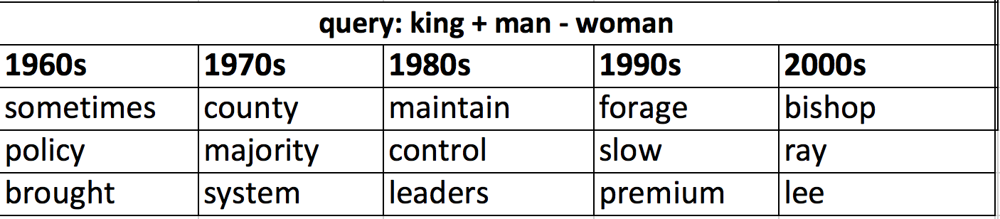 query: king + man - woman
1960s 1970s 1980s 1990s 2000s
sometimes county maintain forage bishop
policy majority control slow ray
brought system leaders premium lee